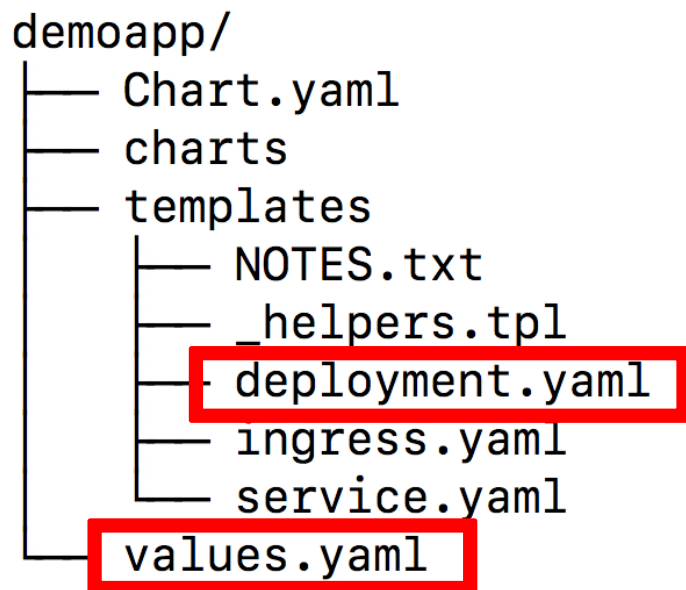 demoapp/
├── Chart.yaml
├── charts
├── templates
│   ├── NOTES.txt
│   ├── _helpers.tpl
│   ├── deployment.yaml
│   ├── ingress.yaml
│   └── service.yaml
└── values.yaml